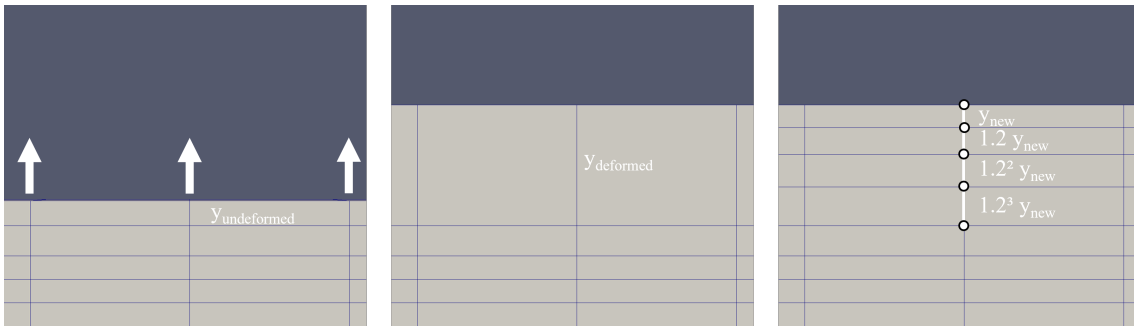 y_undeformed
y_deformed
y_new
1.2 y_new
1.2² y_new
1.2³ y_new